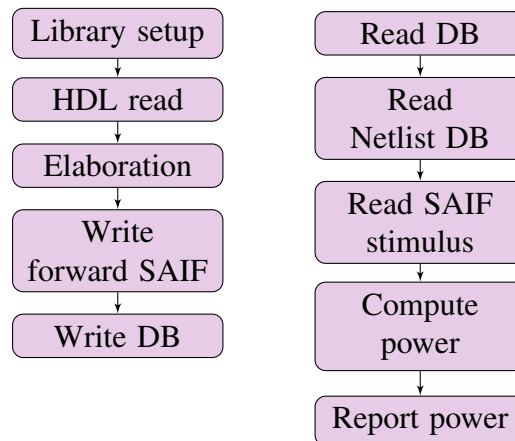 Library setup
HDL read
Elaboration
Write
forward SAIF
Write DB
Read DB
Read
Netlist DB
Read SAIF
stimulus
Compute
power
Report power